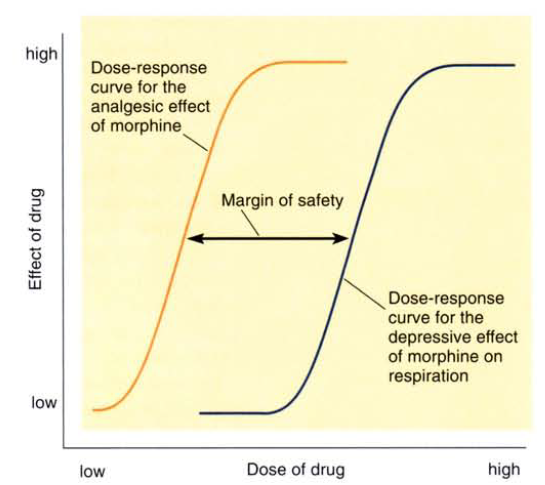 high
Dose-response
curve for the
analgesic effect
of morphine
Margin of safety
Effect of drug
Dose-response
curve for the
depressive effect
of morphine on
respiration
low
low
Dose of drug
high